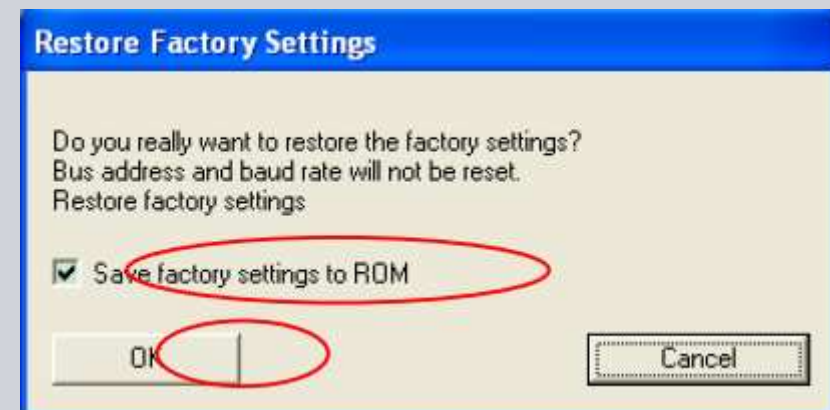 Restore Factory Settings
Do you really want to restore the factory settings?
Bus address and baud rate will not be reset.
Restore factory settings
Save factory settings to ROM
OK Cancel